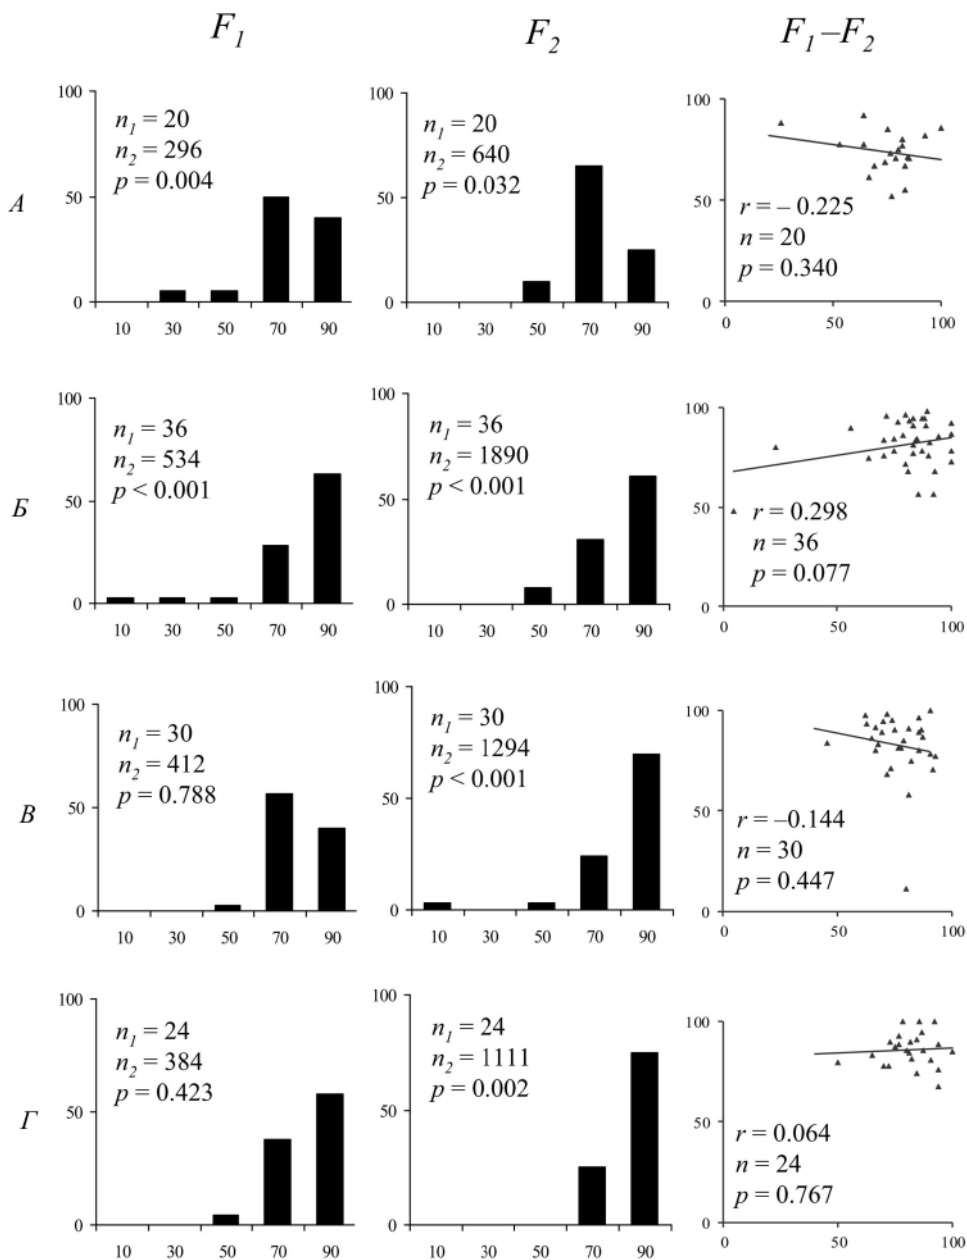 F1
F2
F1–F2
А
100
50
0
10 30 50 70 90
n1 = 20
n2 = 296
p = 0.004
100
50
0
10 30 50 70 90
n1 = 20
n2 = 640
p = 0.032
100
50
0
0 50 100
r = – 0.225
n = 20
p = 0.340
Б
100
50
0
10 30 50 70 90
n1 = 36
n2 = 534
p < 0.001
100
50
0
10 30 50 70 90
n1 = 36
n2 = 1890
p < 0.001
100
50
0
0 50 100
r = 0.298
n = 36
p = 0.077
В
100
50
0
10 30 50 70 90
n1 = 30
n2 = 412
p = 0.788
100
50
0
10 30 50 70 90
n1 = 30
n2 = 1294
p < 0.001
100
50
0
0 50 100
r = –0.144
n = 30
p = 0.447
Г
100
50
0
10 30 50 70 90
n1 = 24
n2 = 384
p = 0.423
100
50
0
10 30 50 70 90
n1 = 24
n2 = 1111
p = 0.002
100
50
0
0 50 100
r = 0.064
n = 24
p = 0.767